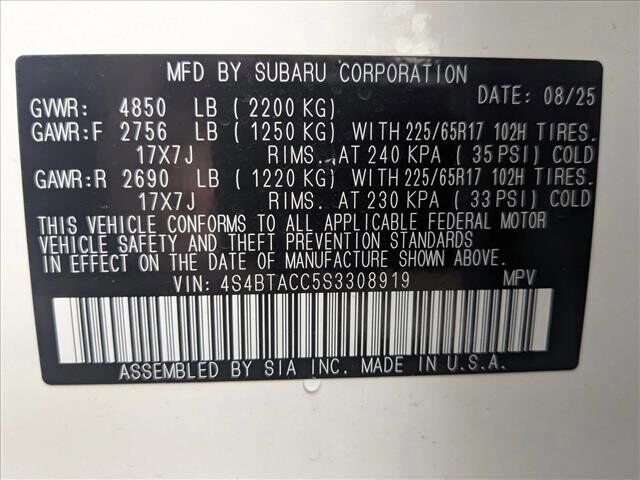 MFD BY SUBARU CORPORATION
DATE: 08/25
GVWR: 4850 LB (2200 KG)
GAWR:F 2756 LB (1250 KG) WITH 225/65R17 102H TIRES.
17X7J RIMS. AT 240 KPA (35 PSI) COLD
GAWR:R 2690 LB (1220 KG) WITH 225/65R17 102H TIRES.
17X7J RIMS. AT 230 KPA (33 PSI) COLD
THIS VEHICLE CONFORMS TO ALL APPLICABLE FEDERAL MOTOR
VEHICLE SAFETY AND THEFT PREVENTION STANDARDS
IN EFFECT ON THE DATE OF MANUFACTURE SHOWN ABOVE.
VIN: 4S4BTACC5S3308919 MPV
ASSEMBLED BY SIA INC. MADE IN U.S.A.